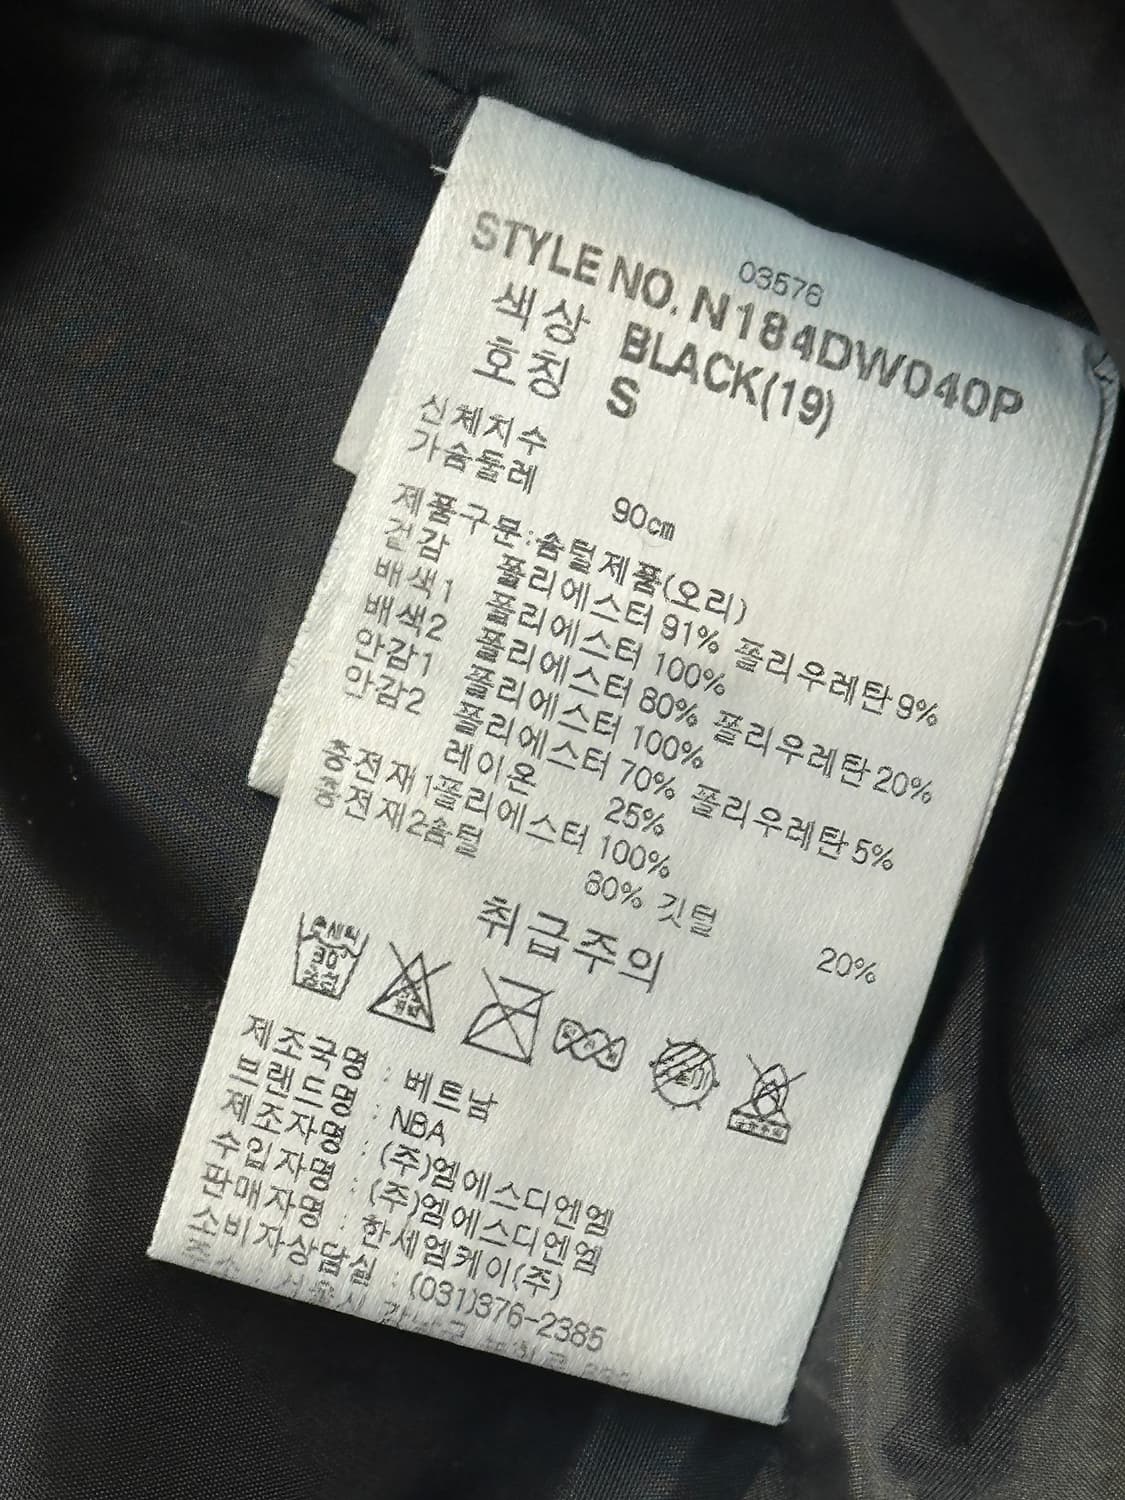 03576
STYLE NO. N184DW040P
색상 BLACK(19)
호칭 S
신체치수
가슴둘레 90cm
제품구분:솜털제품(오리)
겉감 폴리에스터 91% 폴리우레탄 9%
배색1 폴리에스터 100%
배색2 폴리에스터 80% 폴리우레탄 20%
안감1 폴리에스터 100%
안감2 폴리에스터 70% 폴리우레탄 5%
레이온 25%
충전재1폴리에스터 100%
충전재2솜털 80% 깃털 20%
취급주의
제조국명 : 베트남
브랜드명 : NBA
제조자명 : (주)엠에스디엔엠
수입자명 : (주)엠에스디엔엠
판매자명 : 한세엠케이(주)
소비자상담실 : (031)376-2385
주소 : 서울시 강남구